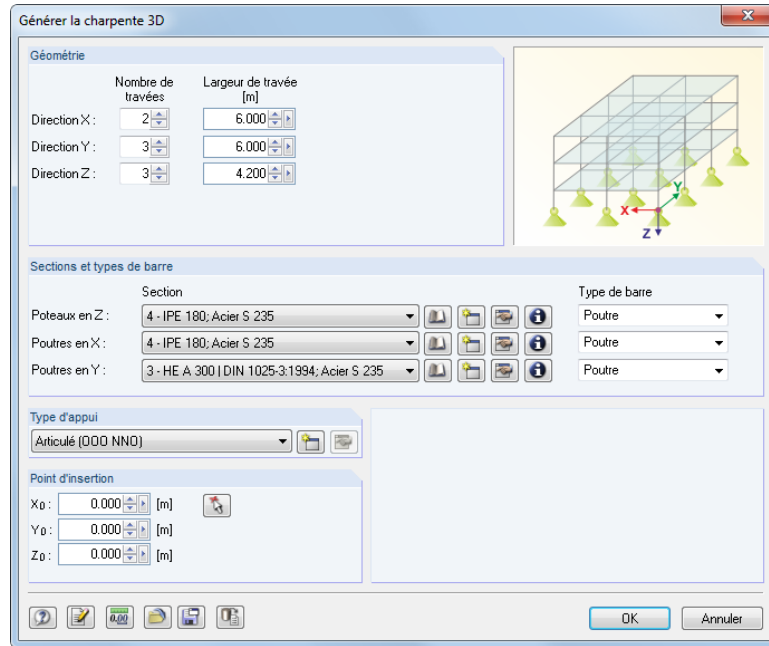 Générer la charpente 3D
Géométrie
Nombre de travées Largeur de travée [m]
Direction X : 2 6.000
Direction Y : 3 6.000
Direction Z : 3 4.200
X Y Z
Sections et types de barre
Section Type de barre
Poteaux en Z : 4 - IPE 180; Acier S 235 Poutre
Poutres en X : 4 - IPE 180; Acier S 235 Poutre
Poutres en Y : 3 - HE A 300 | DIN 1025-3:1994; Acier S 235 Poutre
Type d'appui
Articulé (OOO NNO)
Point d'insertion
X0 : 0.000 [m]
Y0 : 0.000 [m]
Z0 : 0.000 [m]
0.00
OK Annuler